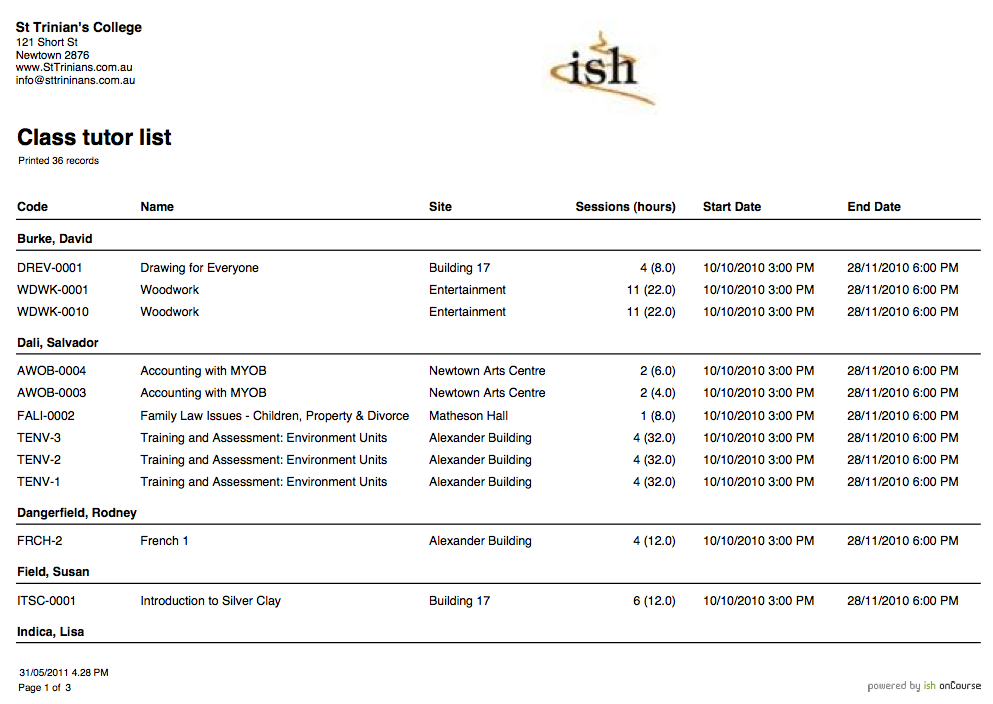 St Trinian's College
121 Short St
Newtown 2876
www.StTrinians.com.au
info@sttrininans.com.au
ish
Class tutor list
Printed 36 records
Code Name Site Sessions (hours) Start Date End Date
Burke, David
DREV-0001 Drawing for Everyone Building 17 4 (8.0) 10/10/2010 3:00 PM 28/11/2010 6:00 PM
WDWK-0001 Woodwork Entertainment 11 (22.0) 10/10/2010 3:00 PM 28/11/2010 6:00 PM
WDWK-0010 Woodwork Entertainment 11 (22.0) 10/10/2010 3:00 PM 28/11/2010 6:00 PM
Dali, Salvador
AWOB-0004 Accounting with MYOB Newtown Arts Centre 2 (6.0) 10/10/2010 3:00 PM 28/11/2010 6:00 PM
AWOB-0003 Accounting with MYOB Newtown Arts Centre 2 (4.0) 10/10/2010 3:00 PM 28/11/2010 6:00 PM
FALI-0002 Family Law Issues - Children, Property & Divorce Matheson Hall 1 (8.0) 10/10/2010 3:00 PM 28/11/2010 6:00 PM
TENV-3 Training and Assessment: Environment Units Alexander Building 4 (32.0) 10/10/2010 3:00 PM 28/11/2010 6:00 PM
TENV-2 Training and Assessment: Environment Units Alexander Building 4 (32.0) 10/10/2010 3:00 PM 28/11/2010 6:00 PM
TENV-1 Training and Assessment: Environment Units Alexander Building 4 (32.0) 10/10/2010 3:00 PM 28/11/2010 6:00 PM
Dangerfield, Rodney
FRCH-2 French 1 Alexander Building 4 (12.0) 10/10/2010 3:00 PM 28/11/2010 6:00 PM
Field, Susan
ITSC-0001 Introduction to Silver Clay Building 17 6 (12.0) 10/10/2010 3:00 PM 28/11/2010 6:00 PM
Indica, Lisa
31/05/2011 4.28 PM
Page 1 of 3
powered by ish onCourse